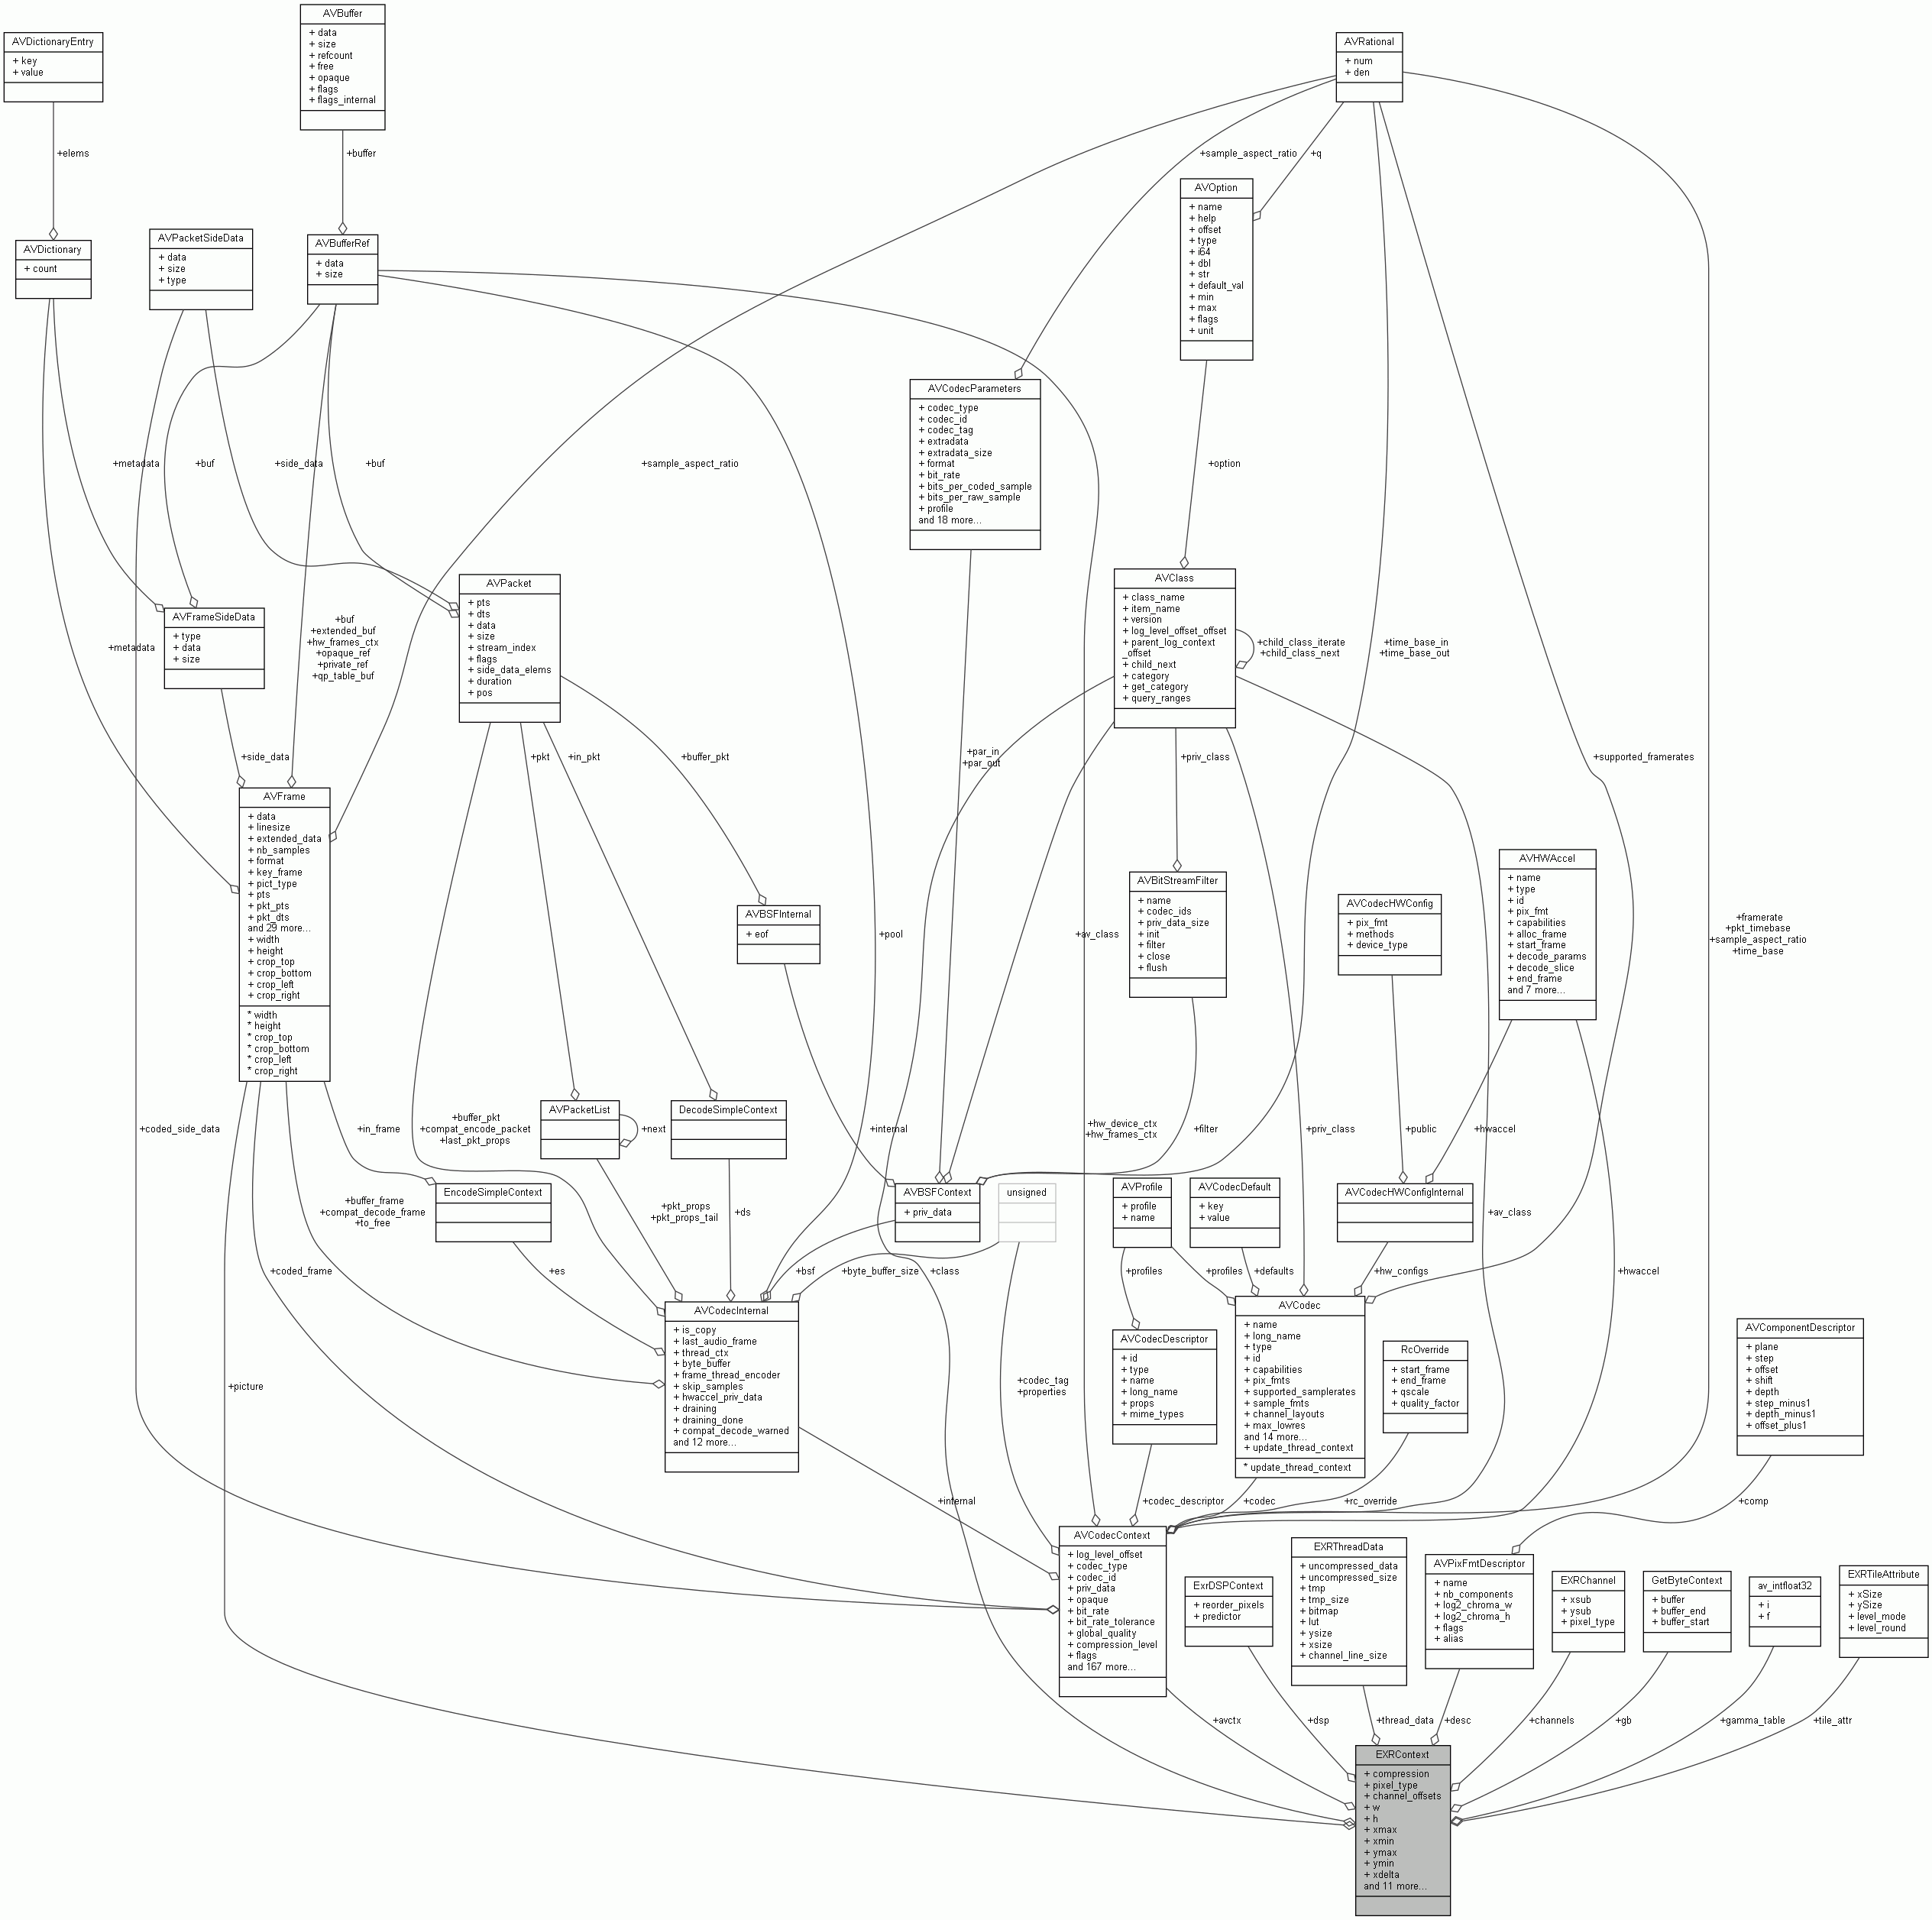 AVBuffer
+ data
+ size
+ refcount
+ free
+ opaque
+ flags
+ flags_internal
AVDictionaryEntry
+ key
+ value
AVRational
+ num
+ den
+elems
+buffer
+sample_aspect_ratio
+q
AVOption
+ name
+ help
+ offset
+ type
+ i64
+ dbl
+ str
+ default_val
+ min
+ max
+ flags
+ unit
AVDictionary
+ count
AVPacketSideData
+ data
+ size
+ type
AVBufferRef
+ data
+ size
AVCodecParameters
+ codec_type
+ codec_id
+ codec_tag
+ extradata
+ extradata_size
+ format
+ bit_rate
+ bits_per_coded_sample
+ bits_per_raw_sample
+ profile
and 18 more...
+metadata
+buf
+side_data
+buf
+sample_aspect_ratio
+option
AVPacket
+ pts
+ dts
+ data
+ size
+ stream_index
+ flags
+ side_data_elems
+ duration
+ pos
AVClass
+ class_name
+ item_name
+ version
+ log_level_offset_offset
+ parent_log_context
_offset
+ child_next
+ category
+ get_category
+ query_ranges
+child_class_iterate
+child_class_next
+time_base_in
+time_base_out
AVFrameSideData
+ type
+ data
+ size
+metadata
+buf
+extended_buf
+hw_frames_ctx
+opaque_ref
+private_ref
+qp_table_buf
+side_data
+pkt
+in_pkt
+buffer_pkt
+par_in
+par_out
+priv_class
+supported_framerates
AVFrame
+ data
+ linesize
+ extended_data
+ nb_samples
+ format
+ key_frame
+ pict_type
+ pts
+ pkt_pts
+ pkt_dts
and 29 more...
+ width
+ height
+ crop_top
+ crop_bottom
+ crop_left
+ crop_right
* width
* height
* crop_top
* crop_bottom
* crop_left
* crop_right
AVBSFInternal
+ eof
+pool
+av_class
AVBitStreamFilter
+ name
+ codec_ids
+ priv_data_size
+ init
+ filter
+ close
+ flush
AVCodecHWConfig
+ pix_fmt
+ methods
+ device_type
AVHWAccel
+ name
+ type
+ id
+ pix_fmt
+ capabilities
+ alloc_frame
+ start_frame
+ decode_params
+ decode_slice
+ end_frame
and 7 more...
+framerate
+pkt_timebase
+sample_aspect_ratio
+time_base
+coded_side_data
+in_frame
+buffer_pkt
+compat_encode_packet
+last_pkt_props
AVPacketList
+next
DecodeSimpleContext
+internal
+hw_device_ctx
+hw_frames_ctx
+filter
+priv_class
+public
+hwaccel
+buffer_frame
+compat_decode_frame
+to_free
EncodeSimpleContext
+pkt_props
+pkt_props_tail
+ds
AVBSFContext
+ priv_data
unsigned
AVProfile
+ profile
+ name
AVCodecDefault
+ key
+ value
AVCodecHWConfigInternal
+av_class
+coded_frame
+es
+bsf
+byte_buffer_size
+class
+profiles
+profiles
+defaults
+hw_configs
+hwaccel
AVCodecInternal
+ is_copy
+ last_audio_frame
+ thread_ctx
+ byte_buffer
+ frame_thread_encoder
+ skip_samples
+ hwaccel_priv_data
+ draining
+ draining_done
+ compat_decode_warned
and 12 more...
AVCodecDescriptor
+ id
+ type
+ name
+ long_name
+ props
+ mime_types
AVCodec
+ name
+ long_name
+ type
+ id
+ capabilities
+ pix_fmts
+ supported_samplerates
+ sample_fmts
+ channel_layouts
+ max_lowres
and 14 more...
+ update_thread_context
* update_thread_context
RcOverride
+ start_frame
+ end_frame
+ qscale
+ quality_factor
AVComponentDescriptor
+ plane
+ step
+ offset
+ shift
+ depth
+ step_minus1
+ depth_minus1
+ offset_plus1
+picture
+codec_tag
+properties
+internal
+codec_descriptor
+codec
+rc_override
+comp
AVCodecContext
+ log_level_offset
+ codec_type
+ codec_id
+ priv_data
+ opaque
+ bit_rate
+ bit_rate_tolerance
+ global_quality
+ compression_level
+ flags
and 167 more...
ExrDSPContext
+ reorder_pixels
+ predictor
EXRThreadData
+ uncompressed_data
+ uncompressed_size
+ tmp
+ tmp_size
+ bitmap
+ lut
+ ysize
+ xsize
+ channel_line_size
AVPixFmtDescriptor
+ name
+ nb_components
+ log2_chroma_w
+ log2_chroma_h
+ flags
+ alias
EXRChannel
+ xsub
+ ysub
+ pixel_type
GetByteContext
+ buffer
+ buffer_end
+ buffer_start
av_intfloat32
+ i
+ f
EXRTileAttribute
+ xSize
+ ySize
+ level_mode
+ level_round
+avctx
+dsp
+thread_data
+desc
+channels
+gb
+gamma_table
+tile_attr
EXRContext
+ compression
+ pixel_type
+ channel_offsets
+ w
+ h
+ xmax
+ xmin
+ ymax
+ ymin
+ xdelta
and 11 more...